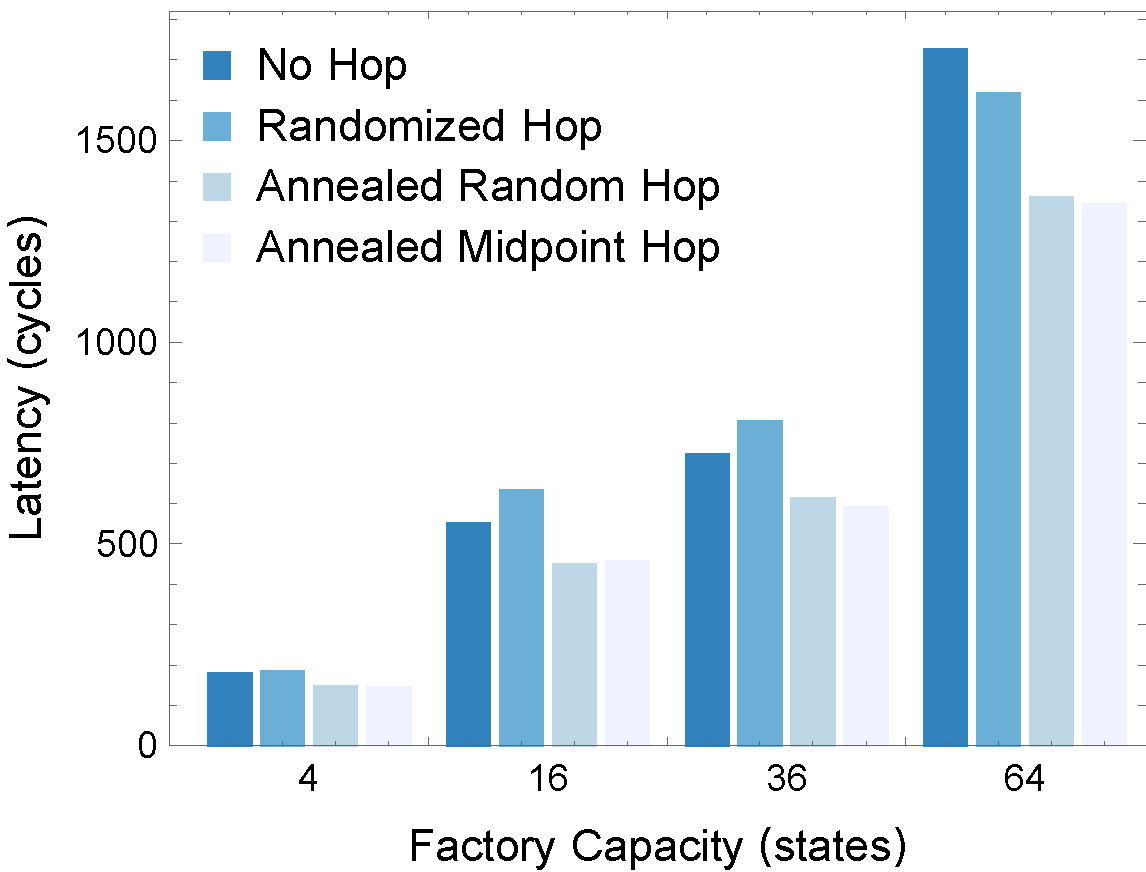 No Hop
Randomized Hop
Annealed Random Hop
Annealed Midpoint Hop
1500
1000
500
0
Latency (cycles)
4 16 36 64
Factory Capacity (states)